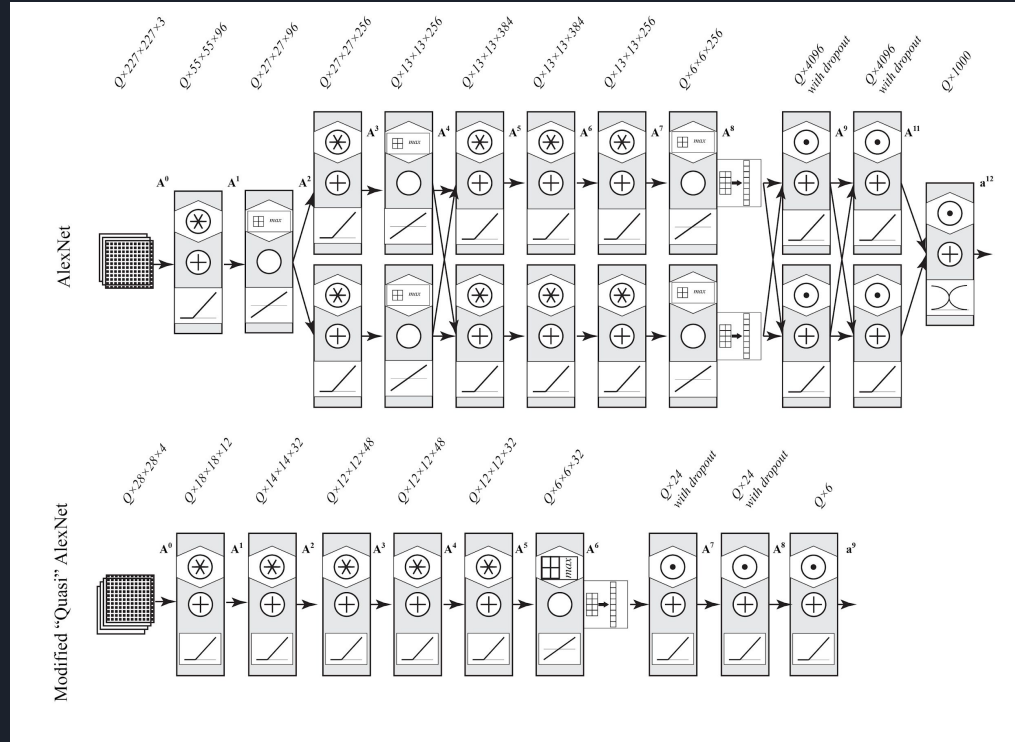 AlexNet
Q×227×227×3
Q×55×55×96
Q×27×27×96
Q×27×27×256
Q×13×13×256
Q×13×13×384
Q×13×13×384
Q×13×13×256
Q×6×6×256
Q×4096
with dropout
Q×4096
with dropout
Q×1000
A⁰
A¹
A²
A³
A⁴
A⁵
A⁶
A⁷
A⁸
A⁹
A¹¹
a¹²
max
max
max
max
max
Modified “Quasi” AlexNet
Q×28×28×4
Q×18×18×12
Q×14×14×32
Q×12×12×48
Q×12×12×48
Q×12×12×32
Q×6×6×32
Q×24
with dropout
Q×24
with dropout
Q×6
A⁰
A¹
A²
A³
A⁴
A⁵
A⁶
A⁷
A⁸
a⁹
max